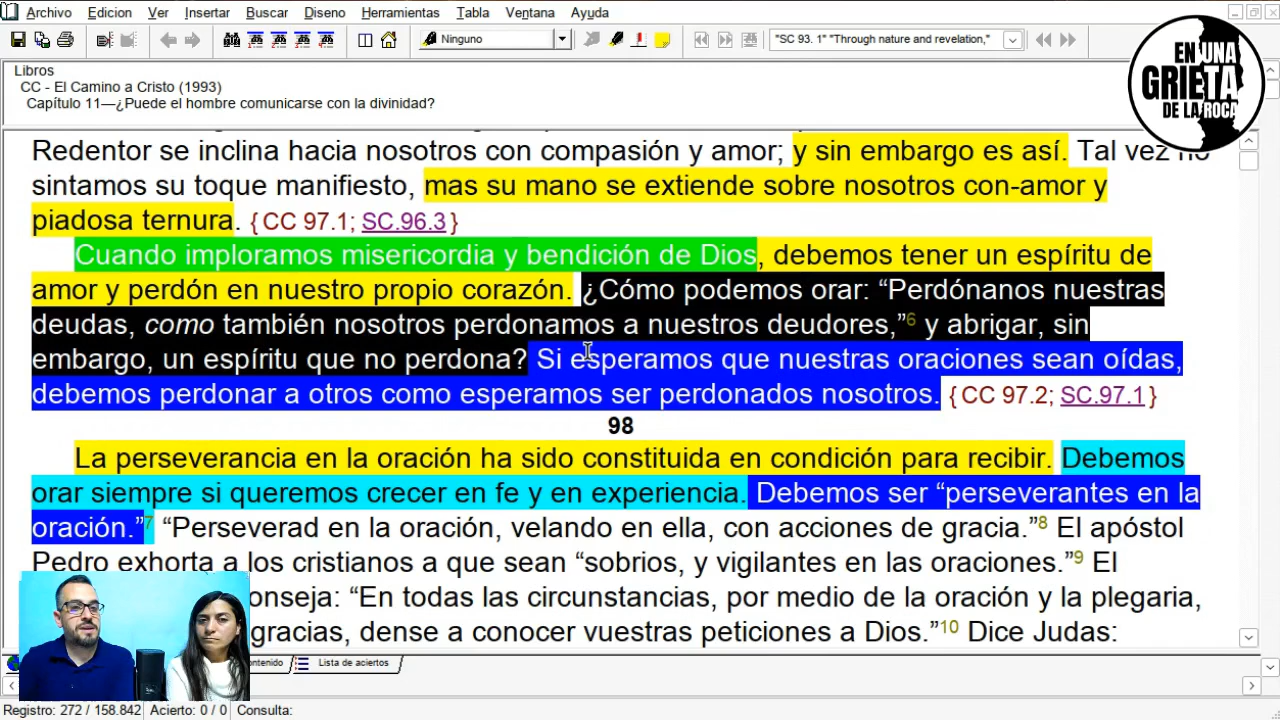 Archivo Edicion Ver Insertar Buscar Diseño Herramientas Tabla Ventana Ayuda
Ninguno "SC 93. 1" "Through nature and revelation,"
EN UNA
GRIETA
DE LA ROCA
Libros
CC - El Camino a Cristo (1993)
Capítulo 11—¿Puede el hombre comunicarse con la divinidad?
Redentor se inclina hacia nosotros con compasión y amor; y sin embargo es así. Tal vez no
sintamos su toque manifiesto, mas su mano se extiende sobre nosotros con-amor y
piadosa ternura. {CC 97.1; SC.96.3}
Cuando imploramos misericordia y bendición de Dios, debemos tener un espíritu de
amor y perdón en nuestro propio corazón. ¿Cómo podemos orar: “Perdónanos nuestras
deudas, como también nosotros perdonamos a nuestros deudores,”6 y abrigar, sin
embargo, un espíritu que no perdona? Si esperamos que nuestras oraciones sean oídas,
debemos perdonar a otros como esperamos ser perdonados nosotros. {CC 97.2; SC.97.1}
98
La perseverancia en la oración ha sido constituida en condición para recibir. Debemos
orar siempre si queremos crecer en fe y en experiencia. Debemos ser “perseverantes en la
oración.”7 “Perseverad en la oración, velando en ella, con acciones de gracia.”8 El apóstol
Pedro exhorta a los cristianos a que sean “sobrios, y vigilantes en las oraciones.”9 El
onseja: “En todas las circunstancias, por medio de la oración y la plegaria,
gracias, dense a conocer vuestras peticiones a Dios.”10 Dice Judas:
ntenido Lista de aciertos
Registro: 272 / 158.842 Acierto: 0 / 0 Consulta: